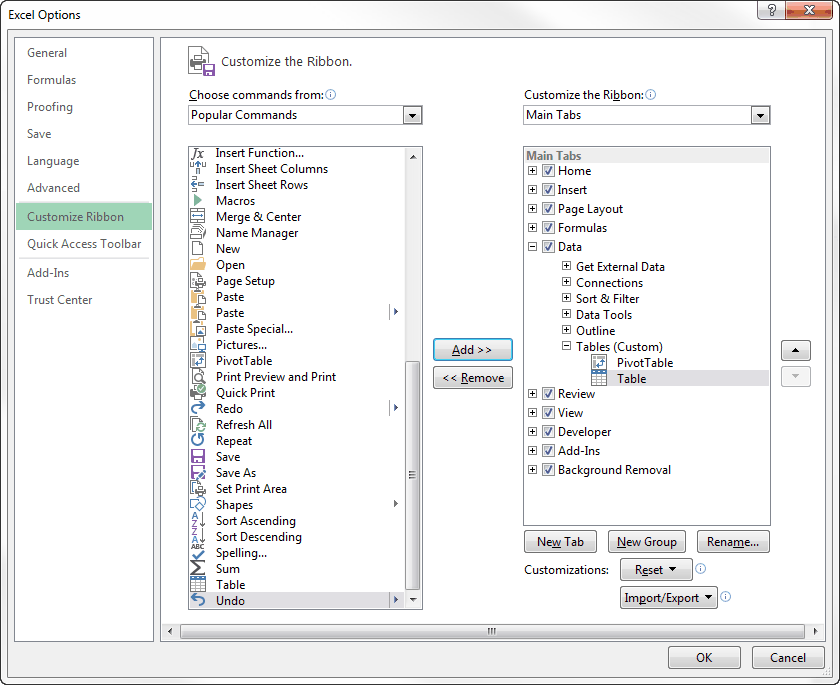 Excel Options
General
Formulas
Proofing
Save
Language
Advanced
Customize Ribbon
Quick Access Toolbar
Add-Ins
Trust Center
Customize the Ribbon.
Choose commands from:
Popular Commands
Insert Function...
Insert Sheet Columns
Insert Sheet Rows
Macros
Merge & Center
Name Manager
New
Open
Page Setup
Paste
Paste
Paste Special...
Pictures...
PivotTable
Print Preview and Print
Quick Print
Redo
Refresh All
Repeat
Save
Save As
Set Print Area
Shapes
Sort Ascending
Sort Descending
Spelling...
Sum
Table
Undo
Add >>
<< Remove
Customize the Ribbon:
Main Tabs
Main Tabs
Home
Insert
Page Layout
Formulas
Data
Get External Data
Connections
Sort & Filter
Data Tools
Outline
Tables (Custom)
PivotTable
Table
Review
View
Developer
Add-Ins
Background Removal
New Tab
New Group
Rename...
Customizations:
Reset
Import/Export
OK
Cancel